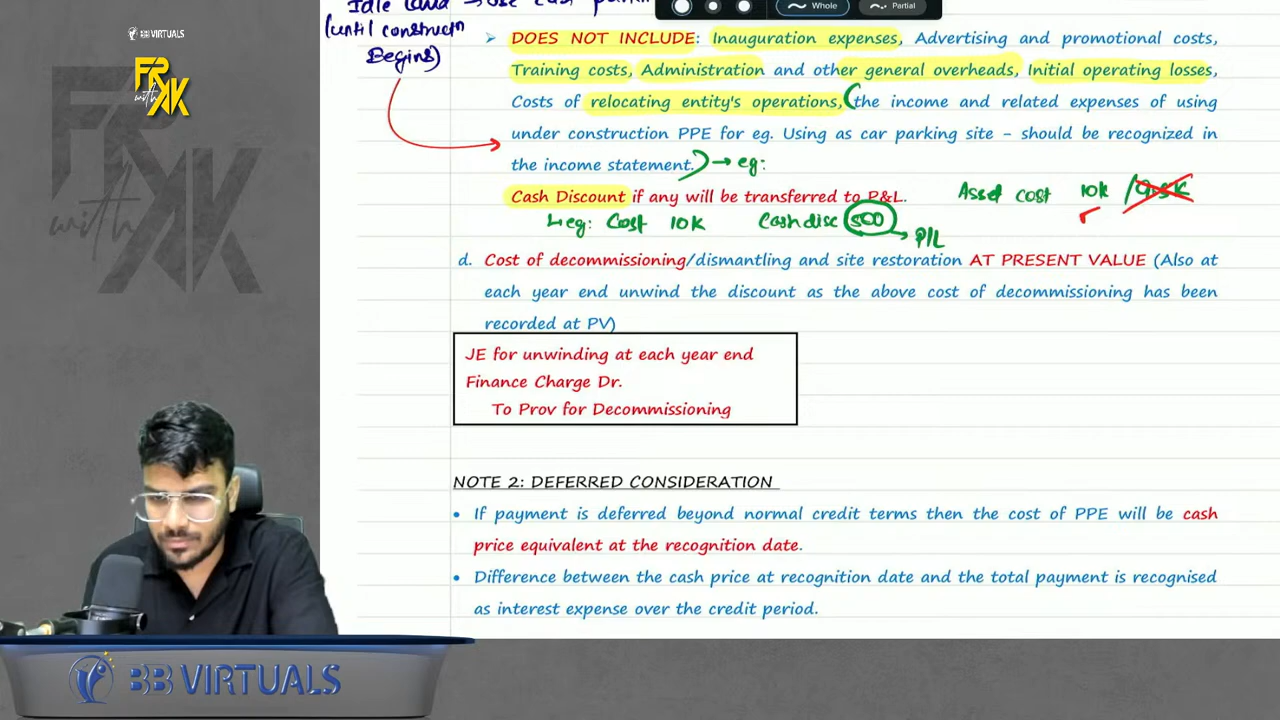 Idle land → use car parkin
Whole
Partial
(until constructn
Begins)
BB VIRTUALS
FR
with
AK
➢ DOES NOT INCLUDE: Inauguration expenses, Advertising and promotional costs,
Training costs, Administration and other general overheads, Initial operating losses,
Costs of relocating entity's operations, (the income and related expenses of using
under construction PPE for eg. Using as car parking site - should be recognized in
the income statement.) → eg:
Cash Discount if any will be transferred to P&L.
Asset cost 10k / 9.5k
eg: Cost 10k Cash disc 500
→ P/L
d. Cost of decommissioning/dismantling and site restoration AT PRESENT VALUE (Also at
each year end unwind the discount as the above cost of decommissioning has been
recorded at PV)
JE for unwinding at each year end
Finance Charge Dr.
To Prov for Decommissioning
NOTE 2: DEFERRED CONSIDERATION
• If payment is deferred beyond normal credit terms then the cost of PPE will be cash
price equivalent at the recognition date.
• Difference between the cash price at recognition date and the total payment is recognised
as interest expense over the credit period.
BB VIRTUALS